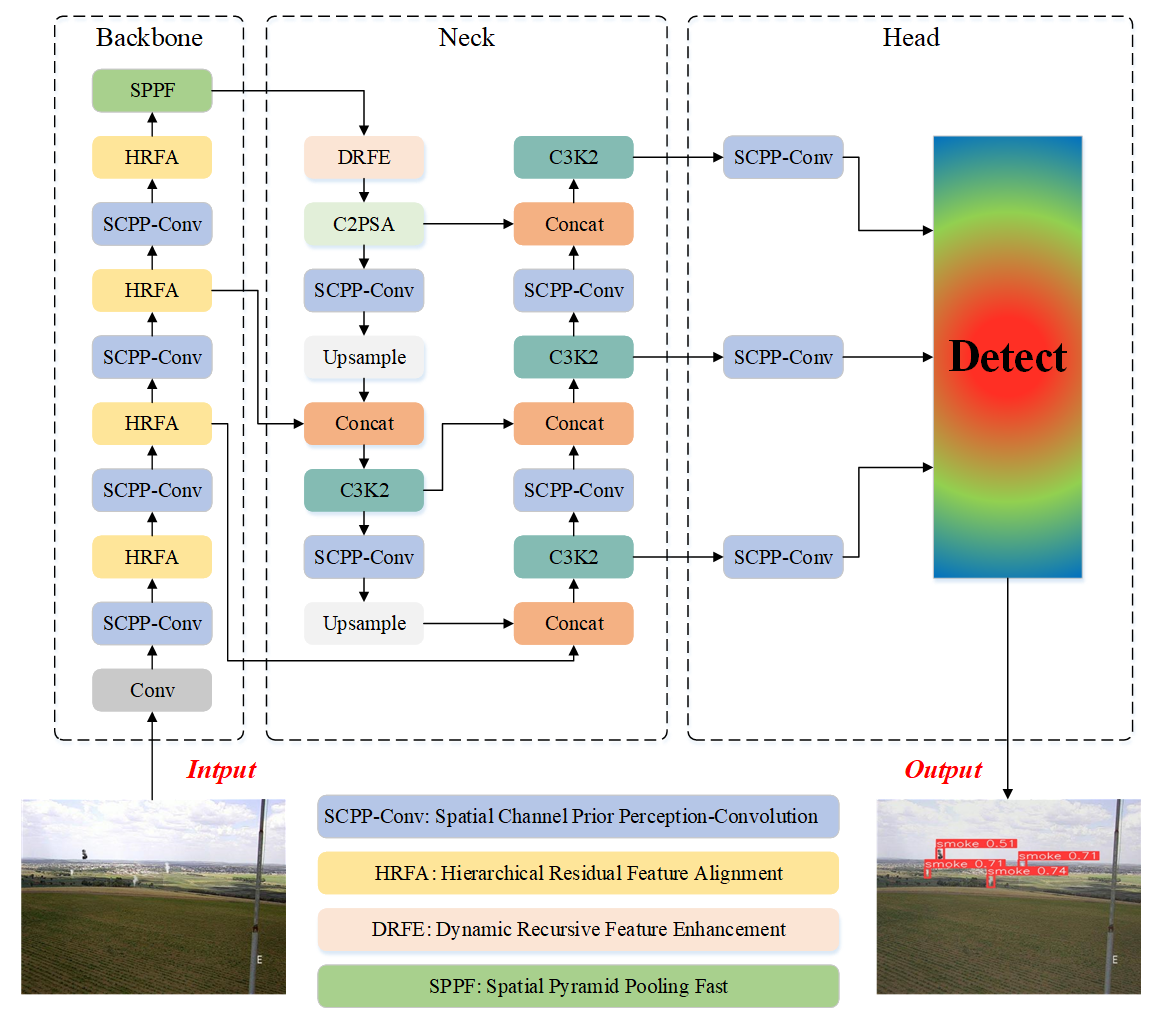 Backbone
Neck
Head
SPPF
HRFA
SCPP-Conv
HRFA
SCPP-Conv
HRFA
SCPP-Conv
HRFA
SCPP-Conv
Conv
DRFE
C2PSA
SCPP-Conv
Upsample
Concat
C3K2
SCPP-Conv
Upsample
C3K2
Concat
SCPP-Conv
C3K2
Concat
SCPP-Conv
C3K2
Concat
SCPP-Conv
SCPP-Conv
SCPP-Conv
Detect
Intput
Output
SCPP-Conv: Spatial Channel Prior Perception-Convolution
HRFA: Hierarchical Residual Feature Alignment
DRFE: Dynamic Recursive Feature Enhancement
SPPF: Spatial Pyramid Pooling Fast
E
smoke 0.51
smoke 0.71
smoke 0.71
smoke 0.74
E